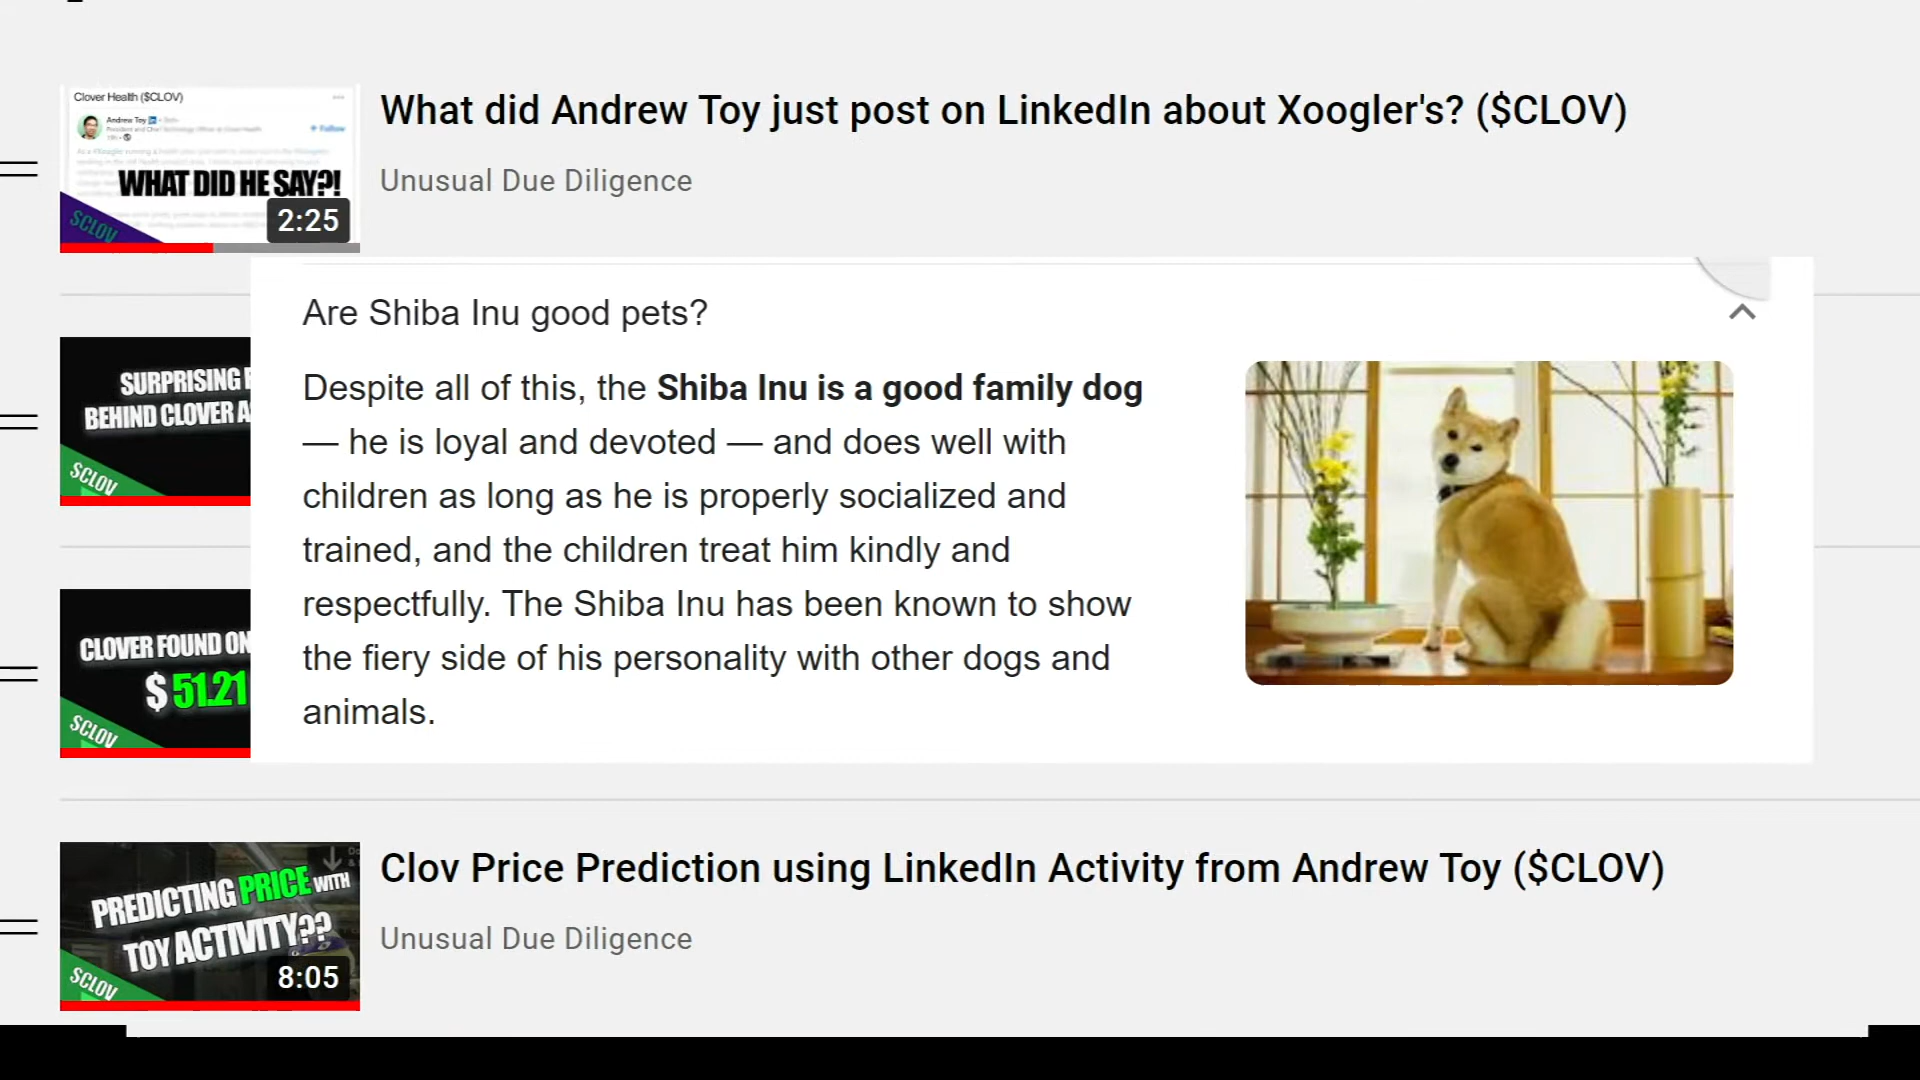 Clover Health ($CLOV)
Andrew Toy
Follow
WHAT DID HE SAY?!
$CLOV
2:25
What did Andrew Toy just post on LinkedIn about Xoogler's? ($CLOV)
Unusual Due Diligence
SURPRISING
BEHIND CLOVER
$CLOV
CLOVER FOUND ON
$ 51.21
$CLOV
Are Shiba Inu good pets?
Despite all of this, the Shiba Inu is a good family dog
— he is loyal and devoted — and does well with
children as long as he is properly socialized and
trained, and the children treat him kindly and
respectfully. The Shiba Inu has been known to show
the fiery side of his personality with other dogs and
animals.
PREDICTING PRICE WITH
TOY ACTIVITY??
$CLOV
8:05
Clov Price Prediction using LinkedIn Activity from Andrew Toy ($CLOV)
Unusual Due Diligence